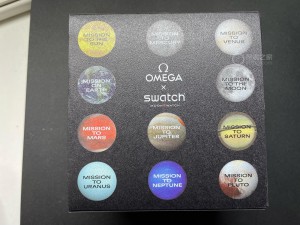 MISSION
TO THE
SUN
MISSION
TO
MERCURY
MISSION
TO
VENUS
MISSION
ON
EARTH
Ω
OMEGA
×
swatch
MISSION
TO THE
MOON
MISSION
TO
MARS
MISSION
TO
JUPITER
MISSION
TO
SATURN
MISSION
TO
URANUS
MISSION
TO
NEPTUNE
MISSION
TO
PLUTO